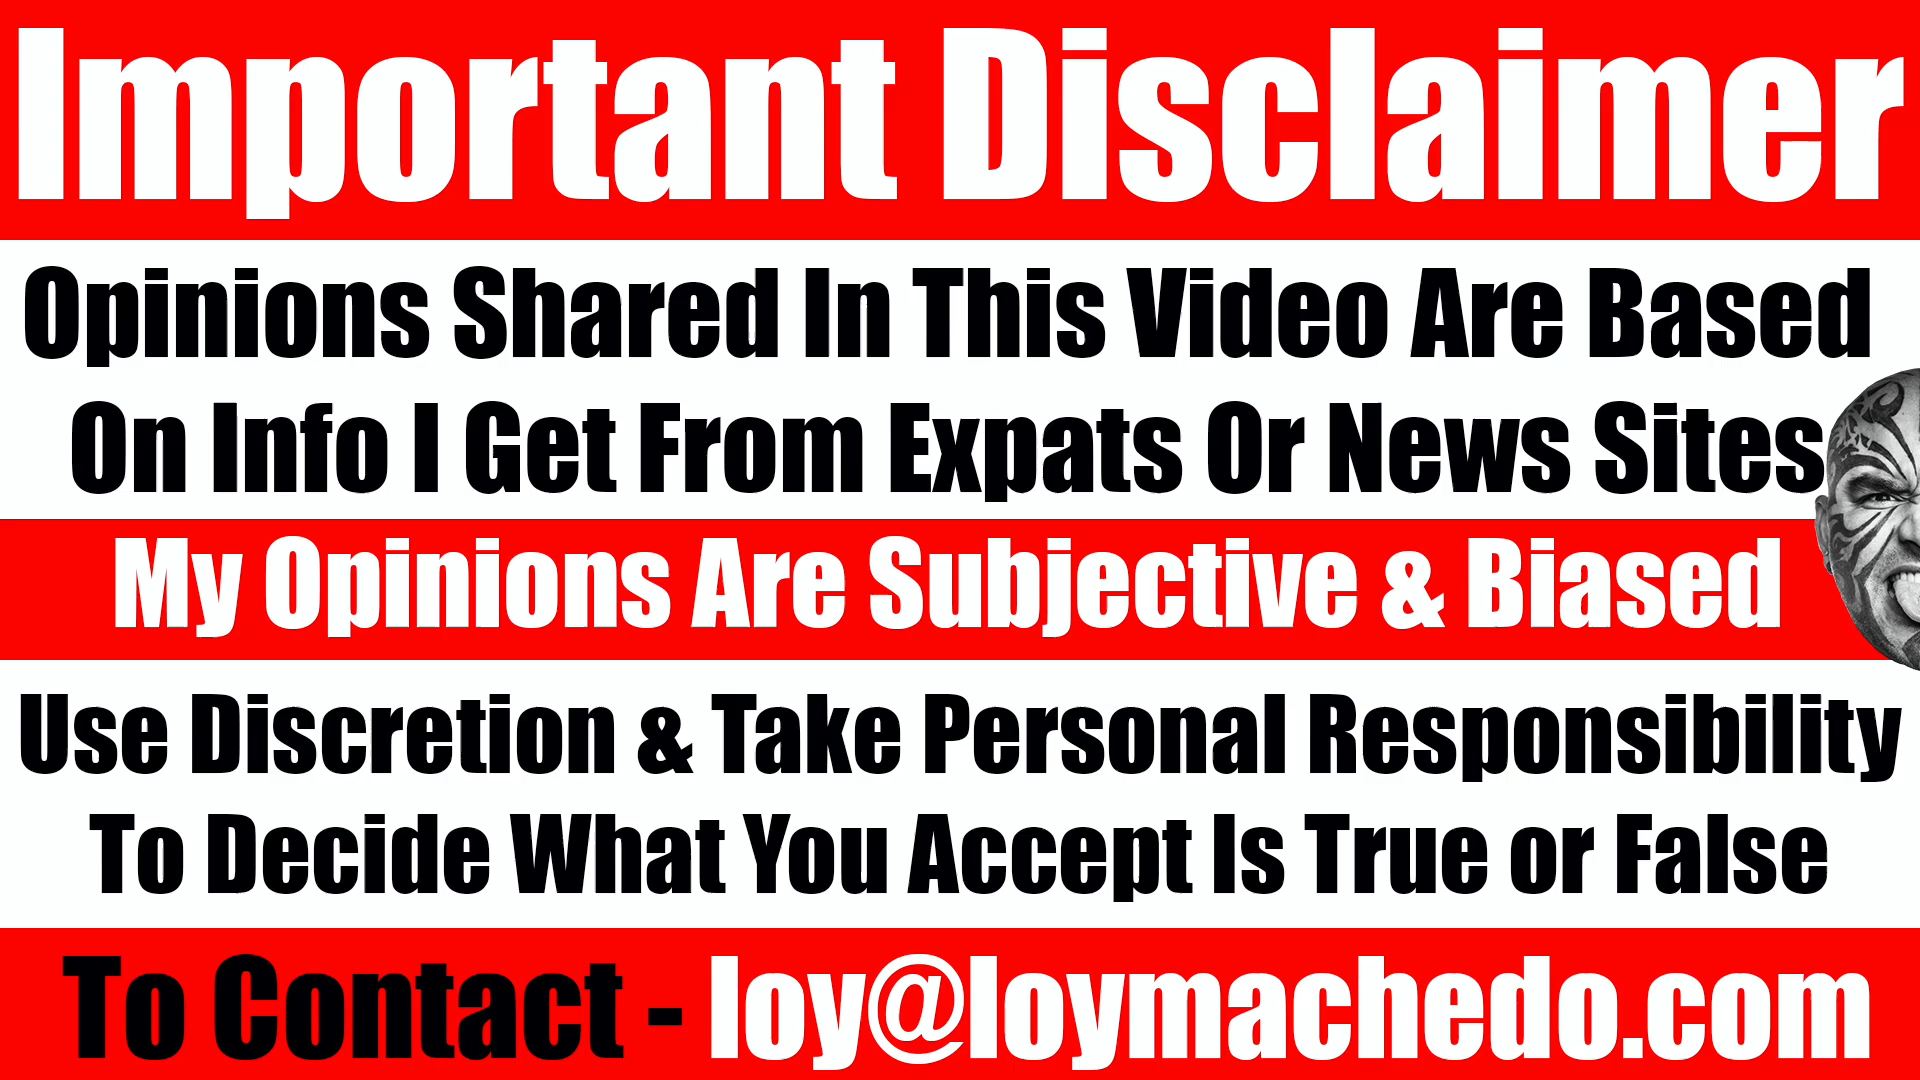 Important Disclaimer
Opinions Shared In This Video Are Based
On Info I Get From Expats Or News Sites
My Opinions Are Subjective & Biased
Use Discretion & Take Personal Responsibility
To Decide What You Accept Is True or False
To Contact - loy@loymachedo.com